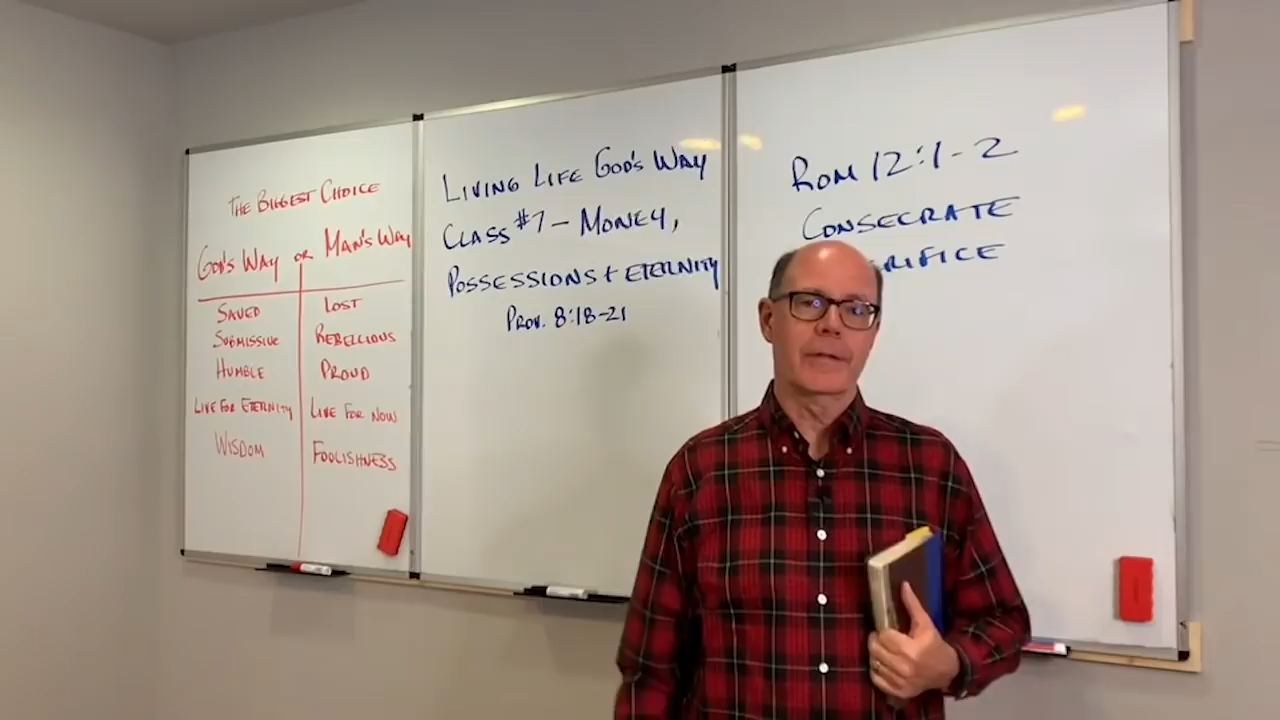 THE BIGGEST CHOICE
GOD'S WAY OR MAN'S WAY
SAVED LOST
SUBMISSIVE REBELLIOUS
HUMBLE PROUD
LIVE FOR ETERNITY LIVE FOR NOW
WISDOM FOOLISHNESS
LIVING LIFE GOD'S WAY
CLASS #7 - MONEY,
POSSESSIONS + ETERNITY
PROV. 8:18-21
ROM 12:1-2
CONSECRATE